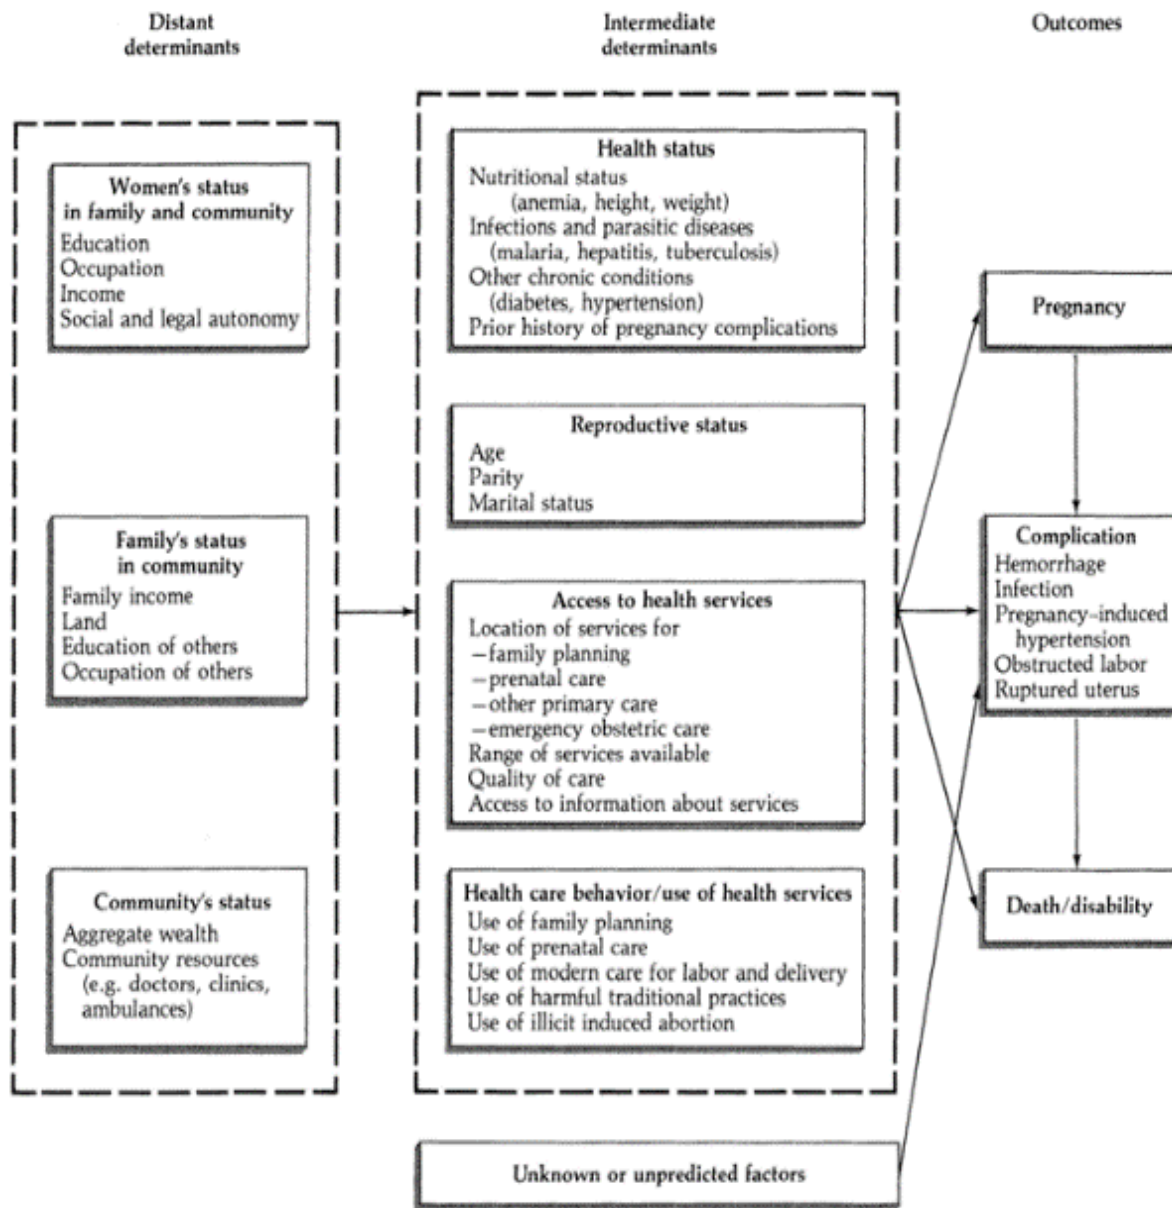 Distant
determinants
Intermediate
determinants
Outcomes
Women's status
in family and community
Education
Occupation
Income
Social and legal autonomy
Family's status
in community
Family income
Land
Education of others
Occupation of others
Community's status
Aggregate wealth
Community resources
(e.g. doctors, clinics,
ambulances)
Health status
Nutritional status
(anemia, height, weight)
Infections and parasitic diseases
(malaria, hepatitis, tuberculosis)
Other chronic conditions
(diabetes, hypertension)
Prior history of pregnancy complications
Reproductive status
Age
Parity
Marital status
Access to health services
Location of services for
—family planning
—prenatal care
—other primary care
—emergency obstetric care
Range of services available
Quality of care
Access to information about services
Health care behavior/use of health services
Use of family planning
Use of prenatal care
Use of modern care for labor and delivery
Use of harmful traditional practices
Use of illicit induced abortion
Unknown or unpredicted factors
Pregnancy
Complication
Hemorrhage
Infection
Pregnancy-induced
hypertension
Obstructed labor
Ruptured uterus
Death/disability